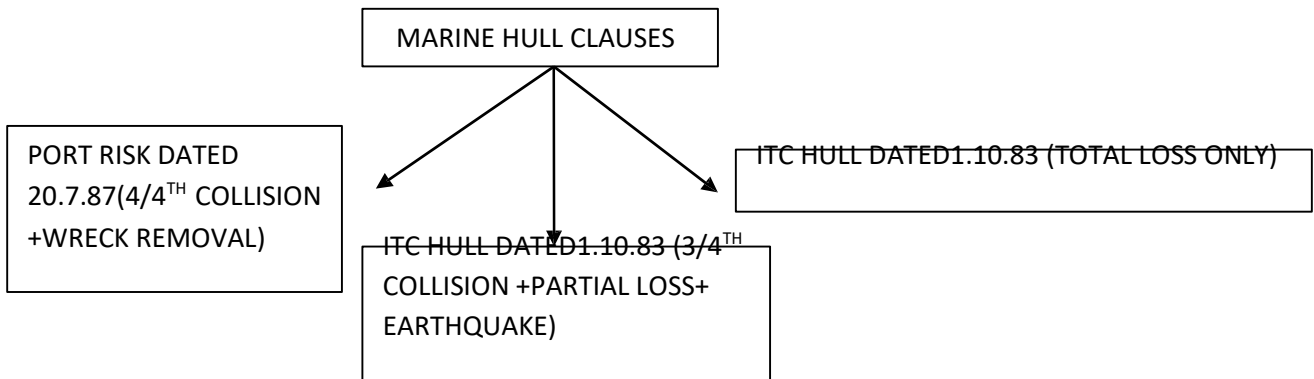 MARINE HULL CLAUSES
PORT RISK DATED
20.7.87(4/4TH COLLISION
+WRECK REMOVAL)
ITC HULL DATED1.10.83 (3/4TH
COLLISION +PARTIAL LOSS+
EARTHQUAKE)
ITC HULL DATED1.10.83 (TOTAL LOSS ONLY)